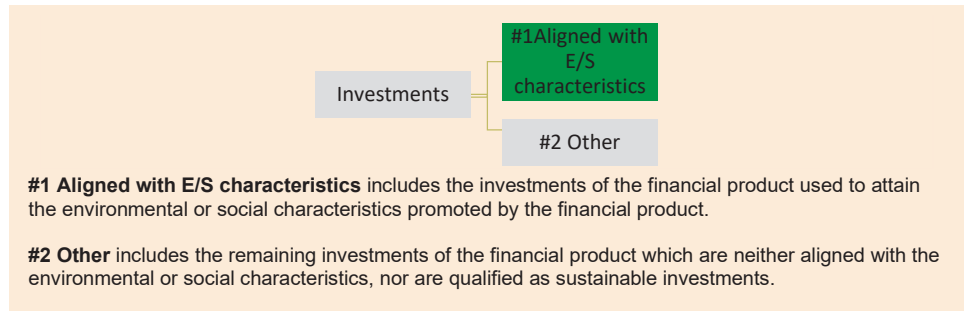 #1Aligned with
E/S
characteristics
Investments
#2 Other
#1 Aligned with E/S characteristics includes the investments of the financial product used to attain
the environmental or social characteristics promoted by the financial product.
#2 Other includes the remaining investments of the financial product which are neither aligned with the
environmental or social characteristics, nor are qualified as sustainable investments.